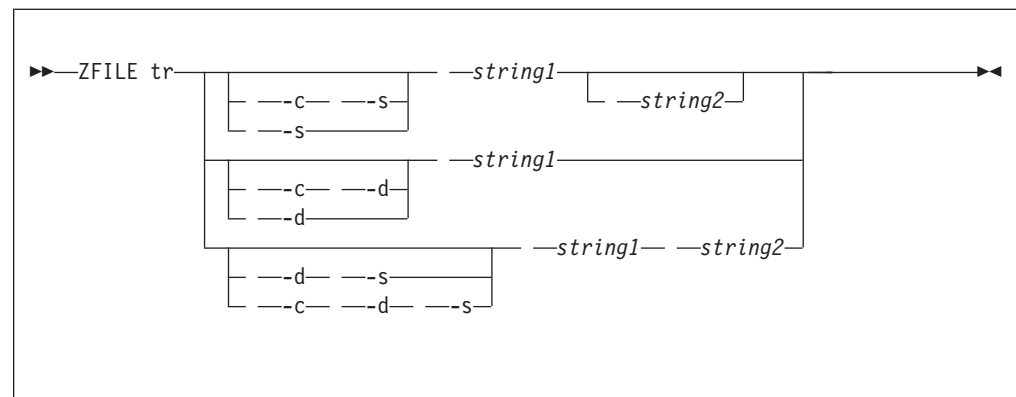 ZFILE tr string1
-c -s string2
-s
string1
-c -d
-d
string1 string2
-d -s
-c -d -s